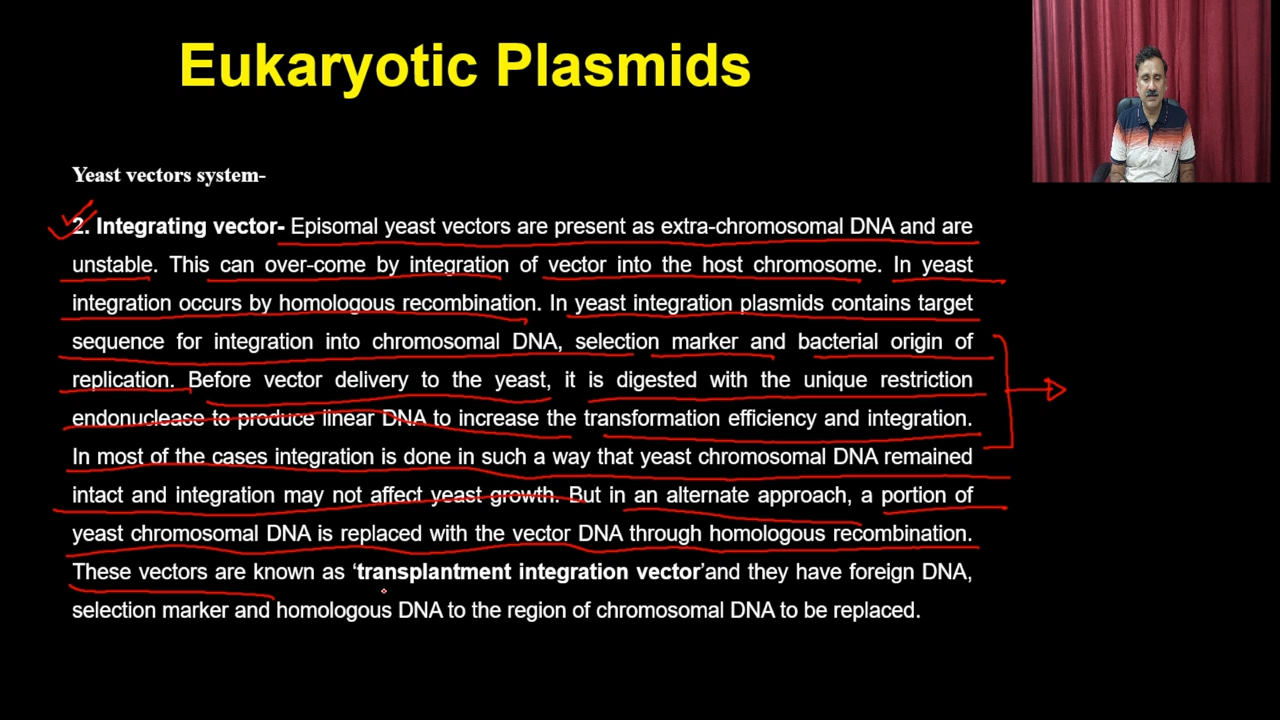 Eukaryotic Plasmids
Yeast vectors system-
2. Integrating vector- Episomal yeast vectors are present as extra-chromosomal DNA and are
unstable. This can over-come by integration of vector into the host chromosome. In yeast
integration occurs by homologous recombination. In yeast integration plasmids contains target
sequence for integration into chromosomal DNA, selection marker and bacterial origin of
replication. Before vector delivery to the yeast, it is digested with the unique restriction
endonuclease to produce linear DNA to increase the transformation efficiency and integration.
In most of the cases integration is done in such a way that yeast chromosomal DNA remained
intact and integration may not affect yeast growth. But in an alternate approach, a portion of
yeast chromosomal DNA is replaced with the vector DNA through homologous recombination.
These vectors are known as ‘transplantment integration vector’and they have foreign DNA,
selection marker and homologous DNA to the region of chromosomal DNA to be replaced.